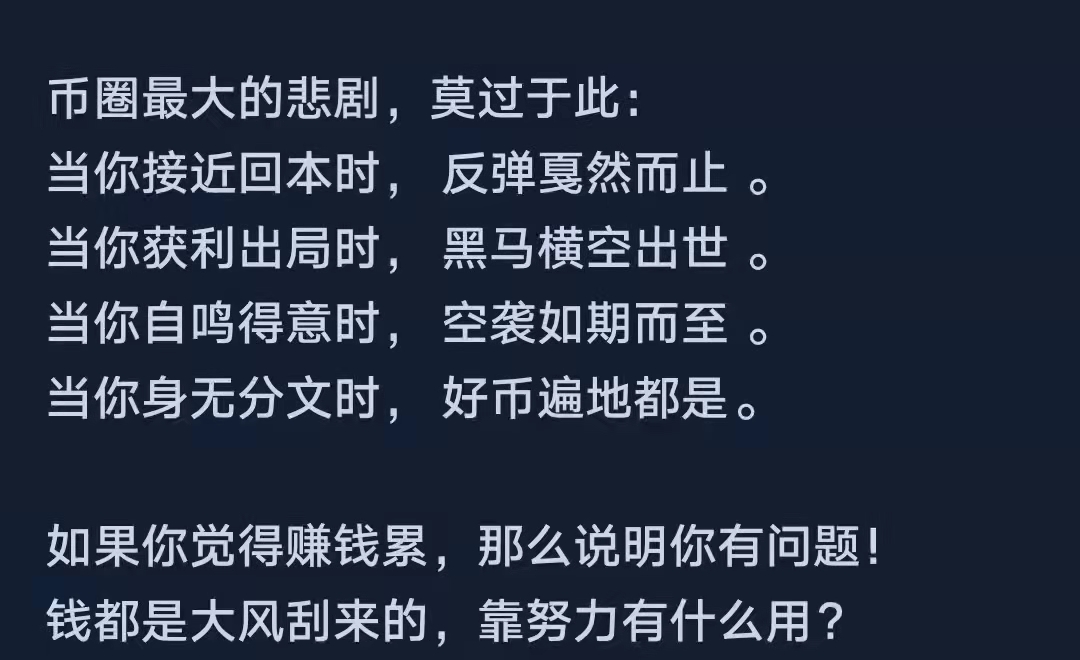 币圈最大的悲剧，莫过于此：
当你接近回本时， 反弹戛然而止 。
当你获利出局时， 黑马横空出世 。
当你自鸣得意时， 空袭如期而至 。
当你身无分文时， 好币遍地都是。
如果你觉得赚钱累，那么说明你有问题！
钱都是大风刮来的，靠努力有什么用？